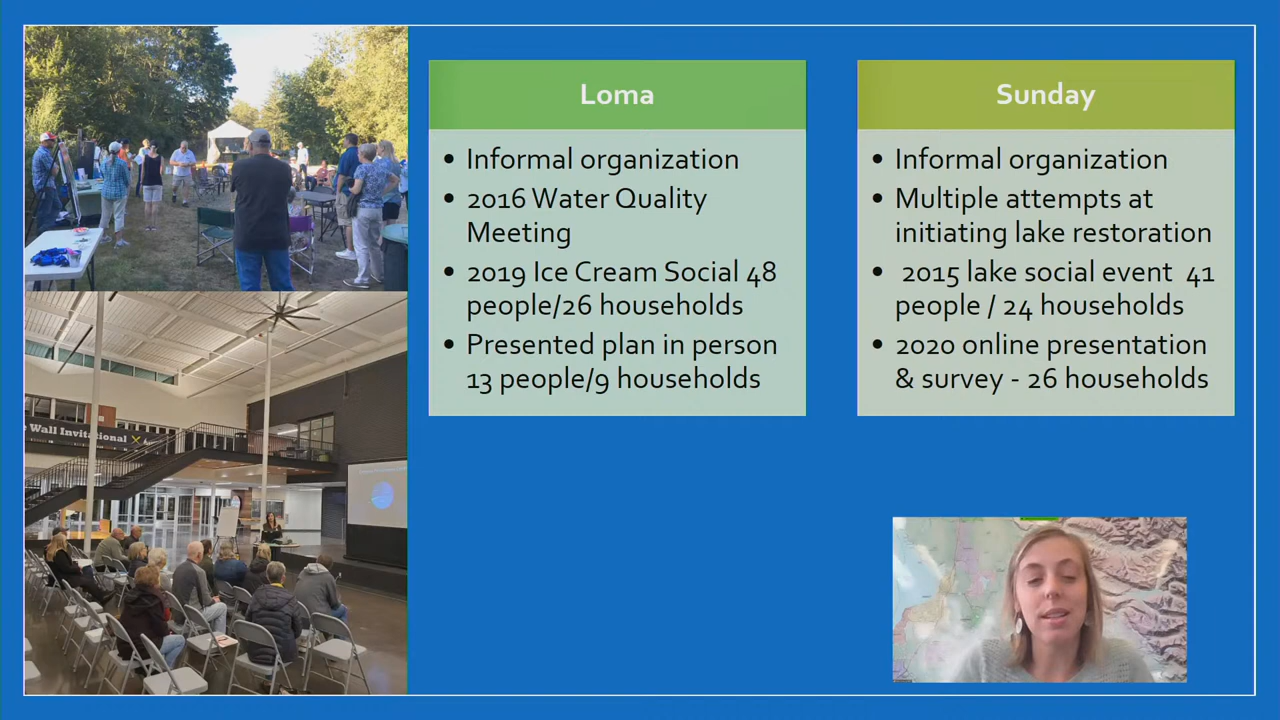 Loma
• Informal organization
• 2016 Water Quality
Meeting
• 2019 Ice Cream Social 48
people/26 households
• Presented plan in person
13 people/9 households
Sunday
• Informal organization
• Multiple attempts at
initiating lake restoration
• 2015 lake social event 41
people / 24 households
• 2020 online presentation
& survey - 26 households
Wall Invitational